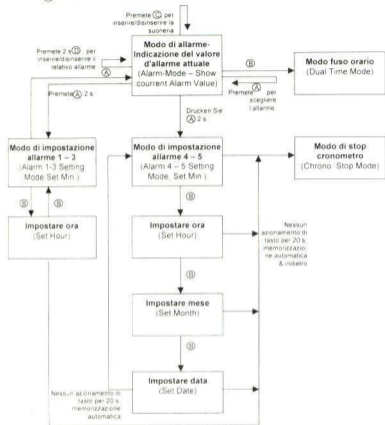 Premete Ⓒ per
inserire/disinserire la
suoneria
Premete 2 s Ⓒ per
inserire/disinserire il
relativo allarme
Ⓐ
Modo di allarme-
Indicazione del valore
d'allarme attuale
(Alarm-Mode – Show
courrent Alarm Value)
Ⓑ
Modo fuso orario
(Dual Time Mode)
Ⓐ
Premete per
scegliere
l allarme
Premete Ⓐ 2 s
Drucken Sie
Ⓐ 2 s
Modo di impostazione
allarme 1 – 3
(Alarm 1-3 Setting
Mode Set Min )
Modo di impostazione
allarme 4 – 5
(Alarm 4 – 5 Setting
Mode Set Min )
Modo di stop
cronometro
(Chrono Stop Mode)
Ⓑ
Ⓑ
Ⓑ
Impostare ora
(Set Hour)
Impostare ora
(Set Hour)
Nessun
azionamento di
tasto per 20 s.
memorizzazio-
ne automatica
& indietro
Ⓑ
Impostare mese
(Set Month)
Ⓑ
Impostare data
(Set Date)
Nessun azionamento di
tasto per 20 s.
memorizzazione
automatica